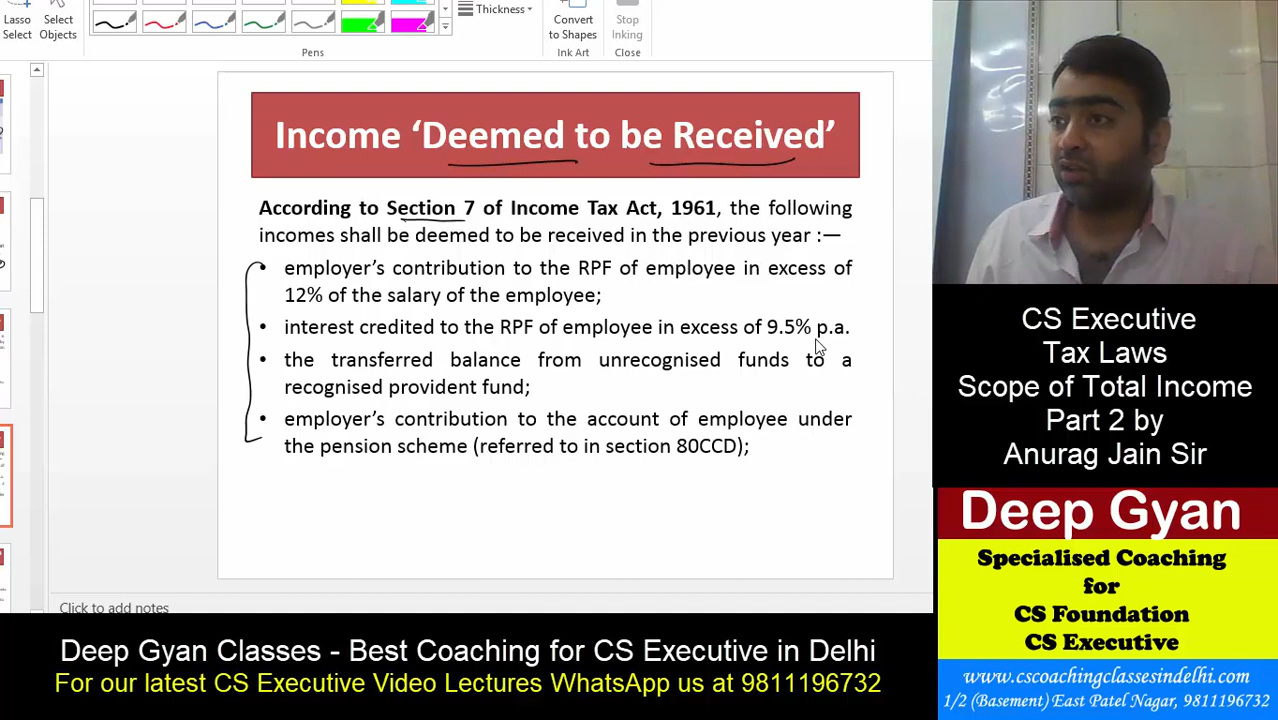 Lasso
Select
Select
Objects
Pens
Thickness
Convert
to Shapes
Ink Art
Stop
Inking
Close
Income ‘Deemed to be Received’
According to Section 7 of Income Tax Act, 1961, the following
incomes shall be deemed to be received in the previous year :—
• employer’s contribution to the RPF of employee in excess of
12% of the salary of the employee;
• interest credited to the RPF of employee in excess of 9.5% p.a.
• the transferred balance from unrecognised funds to a
recognised provident fund;
• employer’s contribution to the account of employee under
the pension scheme (referred to in section 80CCD);
Click to add notes
CS Executive
Tax Laws
Scope of Total Income
Part 2 by
Anurag Jain Sir
Deep Gyan
Specialised Coaching
for
CS Foundation
CS Executive
www.cscoachingclassesindelhi.com
1/2 (Basement) East Patel Nagar, 9811196732
Deep Gyan Classes - Best Coaching for CS Executive in Delhi
For our latest CS Executive Video Lectures WhatsApp us at 9811196732